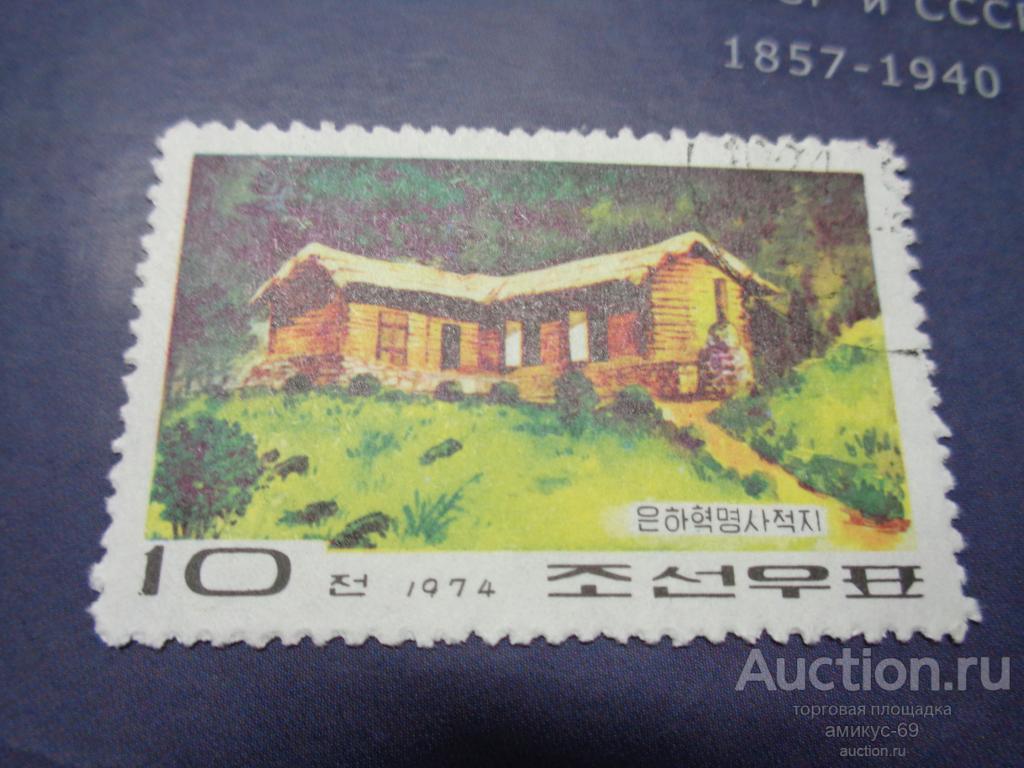 и СССР
1857-1940
은하혁명사적지
10 전 1974 조선우표
Auction.ru
торговая площадка
амикус-69
auction.ru